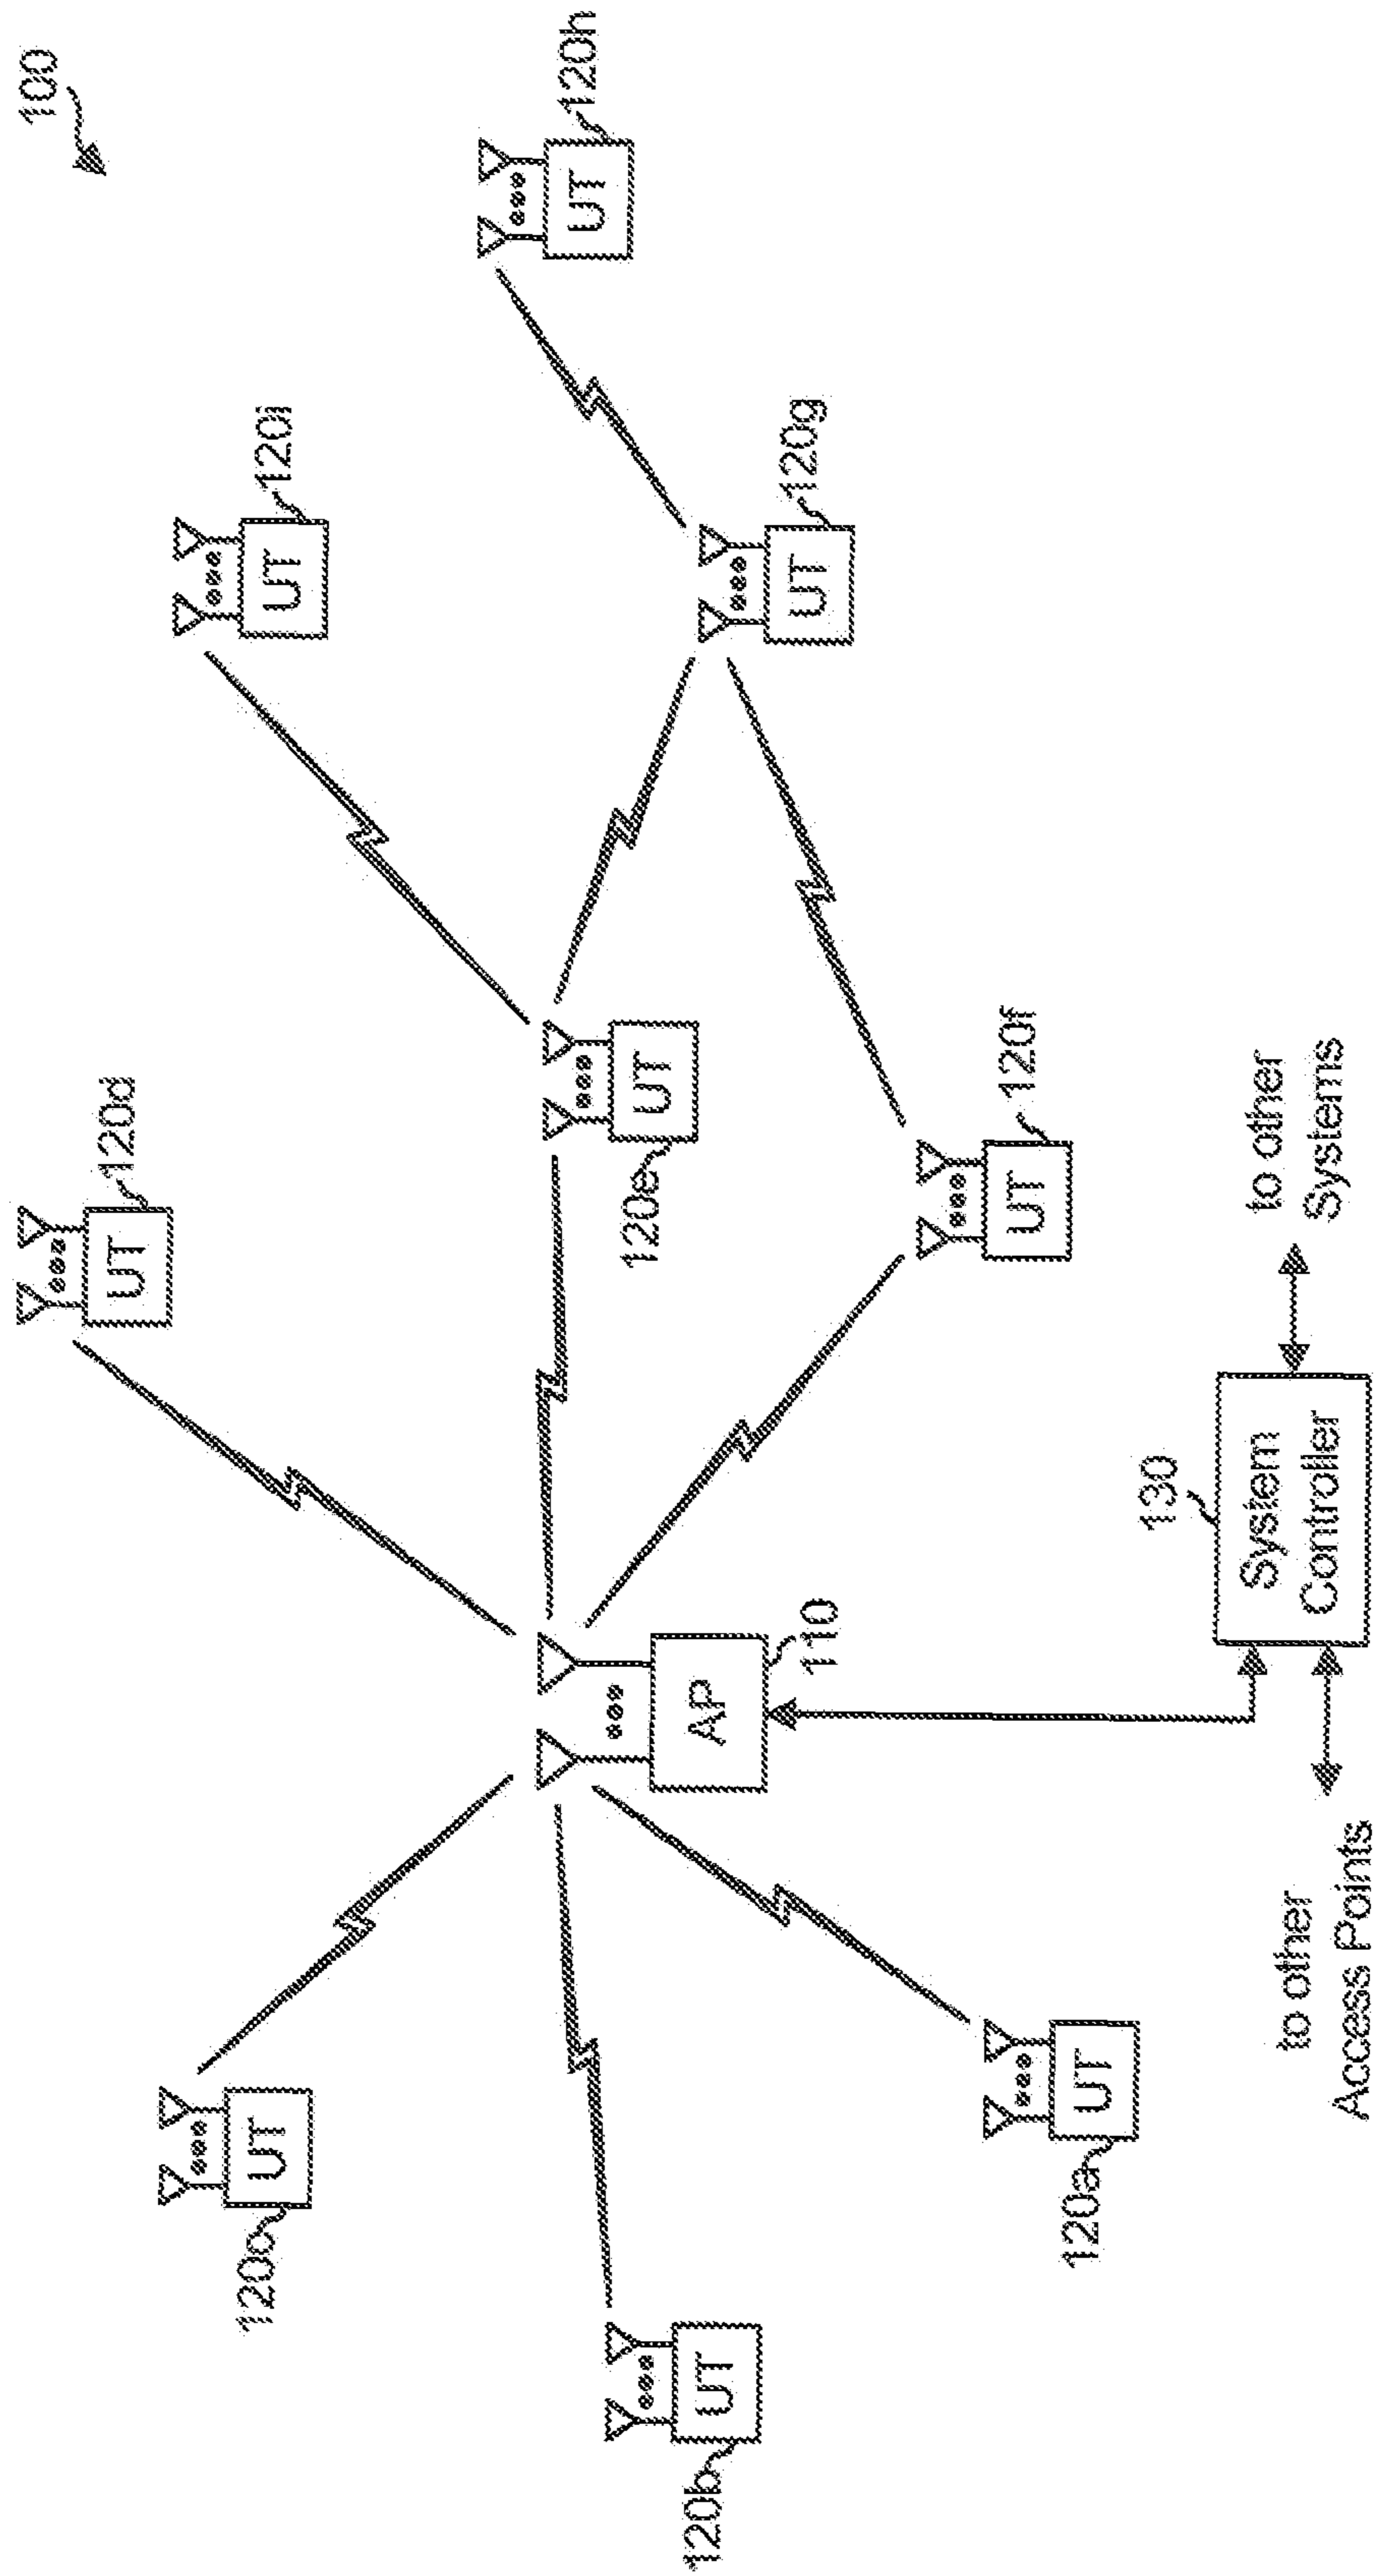 100
120d
UT
120i
UT
120c
UT
120h
UT
120e
UT
120b
UT
AP
110
120g
UT
120f
UT
120a
UT
130
System
Controller
to other
Systems
to other
Access Points